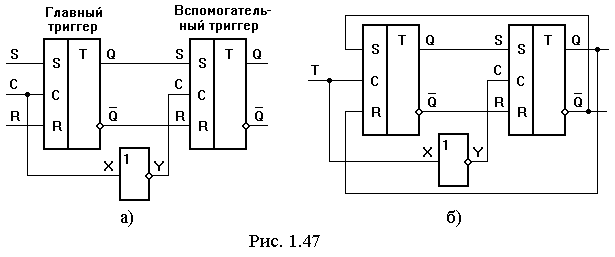 Главный триггер
Вспомогатель-ный триггер
S S T Q S S T Q
C C C C
R R Q̅ R R Q̅
X 1 Y
а)
T S T Q S S T Q
C C C
R Q̅ R R Q̅
X 1 Y
б)
Рис. 1.47